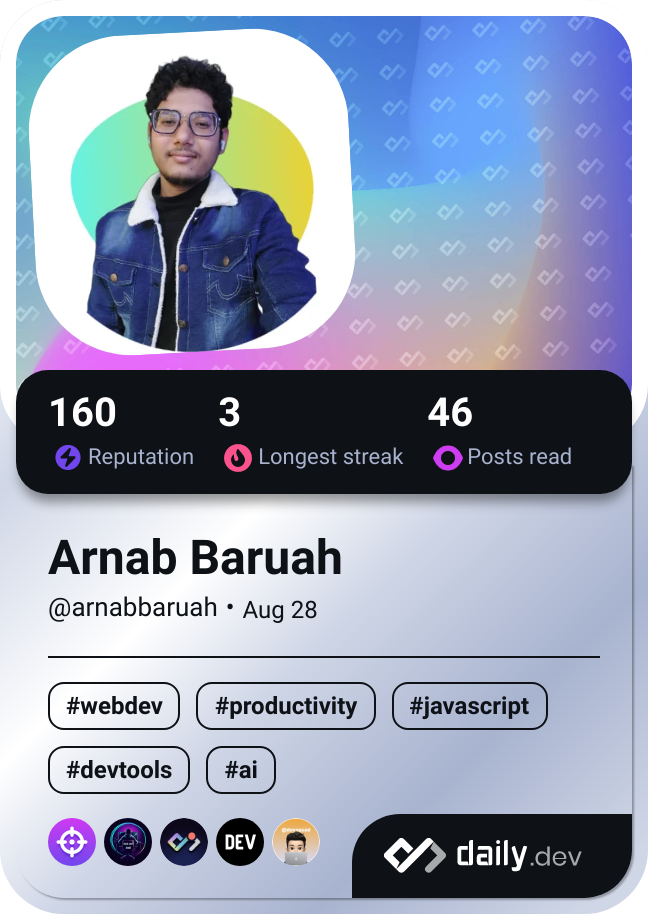 160 3 46
Reputation Longest streak Posts read
Arnab Baruah
@arnabbaruah • Aug 28
#webdev #productivity #javascript
#devtools #ai
DEV
daily.dev